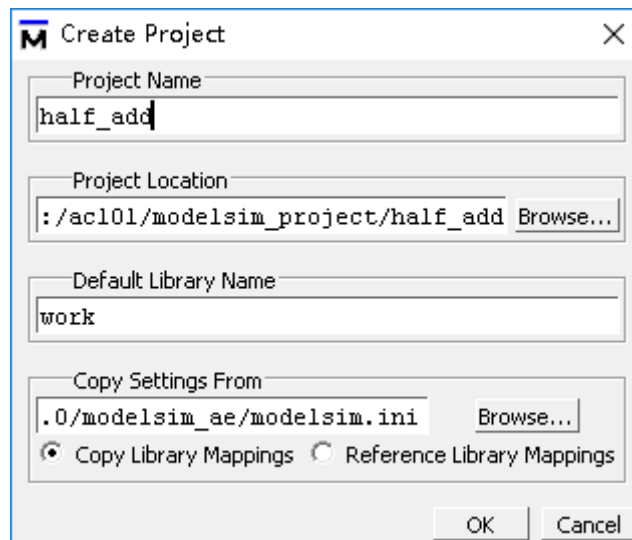 M Create Project
Project Name
half_add
Project Location
:/acl01/modelsim_project/half_add Browse...
Default Library Name
work
Copy Settings From
.0/modelsim_ae/modelsim.ini Browse...
Copy Library Mappings Reference Library Mappings
OK Cancel